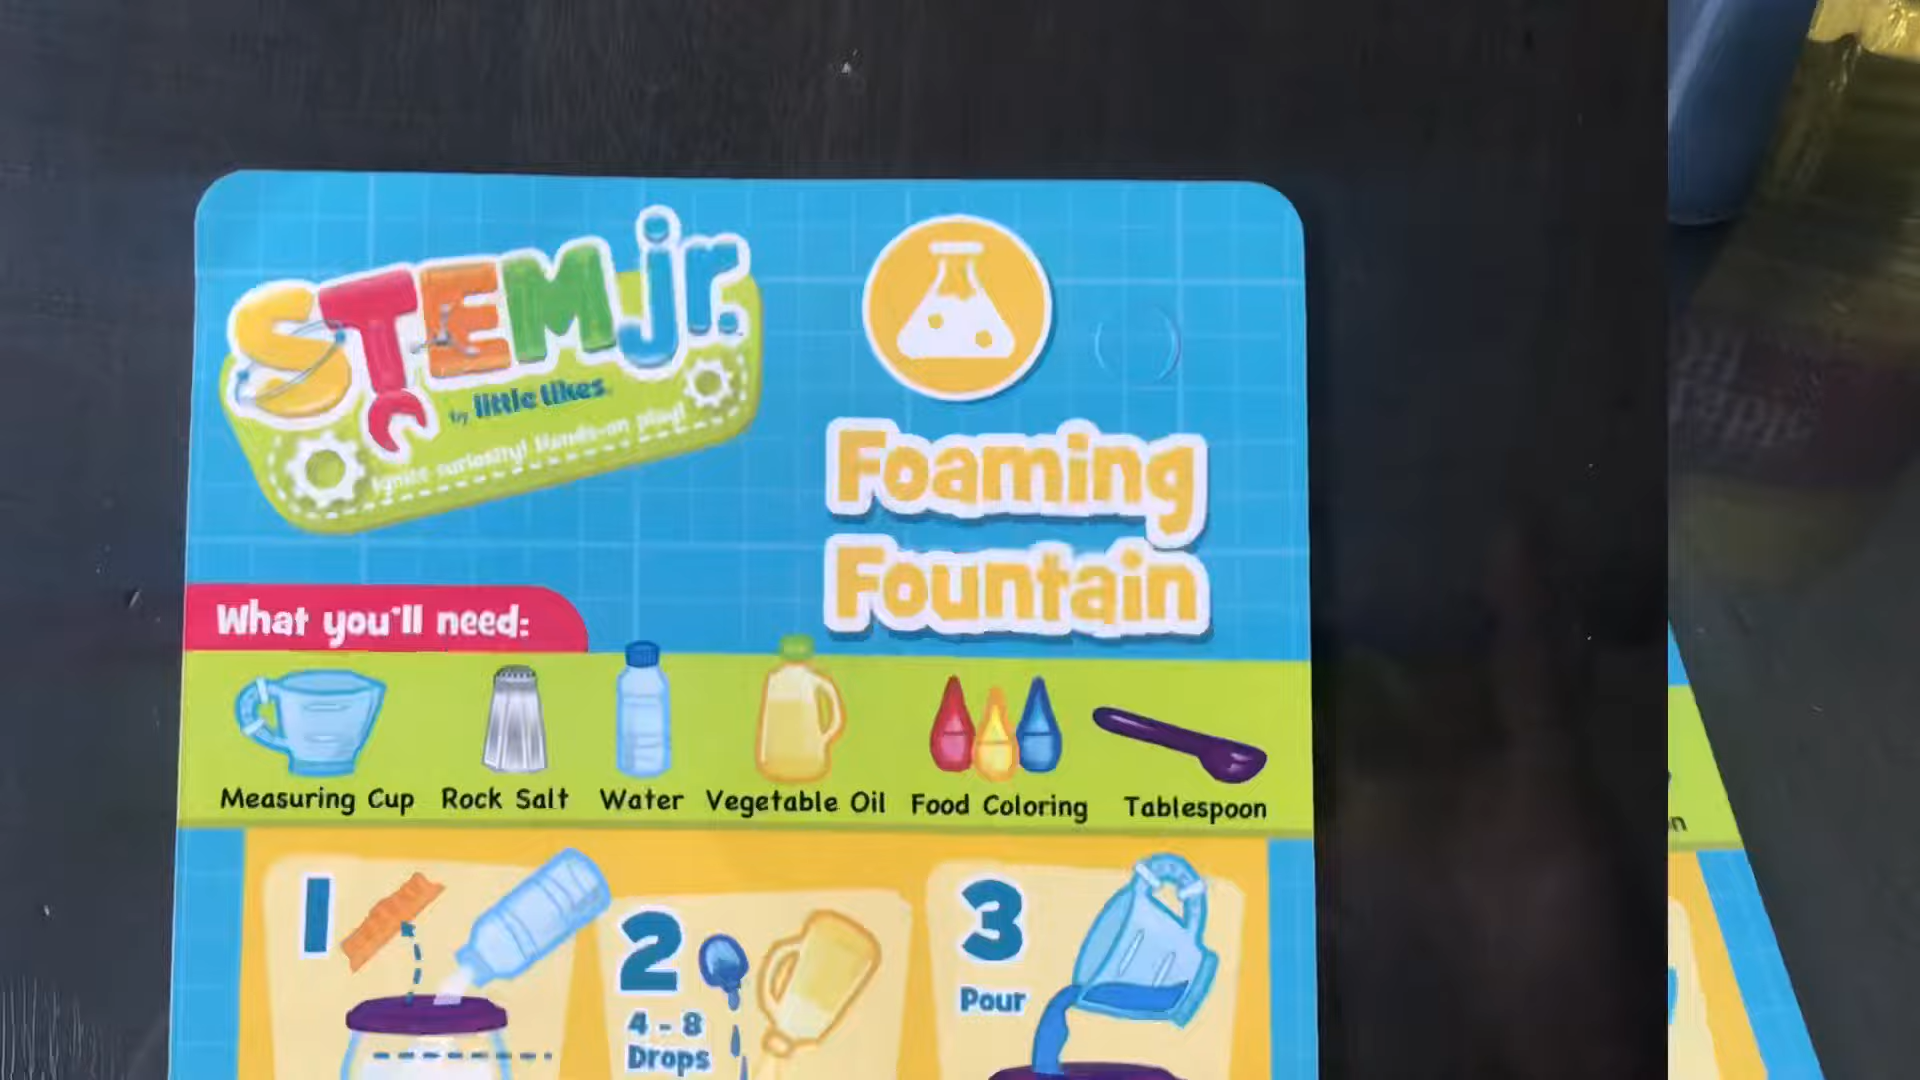 STEM jr.
by little tikes
Ignite curiosity! Hands-on play!
Foaming
Fountain
What you'll need:
Measuring Cup Rock Salt Water Vegetable Oil Food Coloring Tablespoon
1
2
4 - 8
Drops
3
Pour